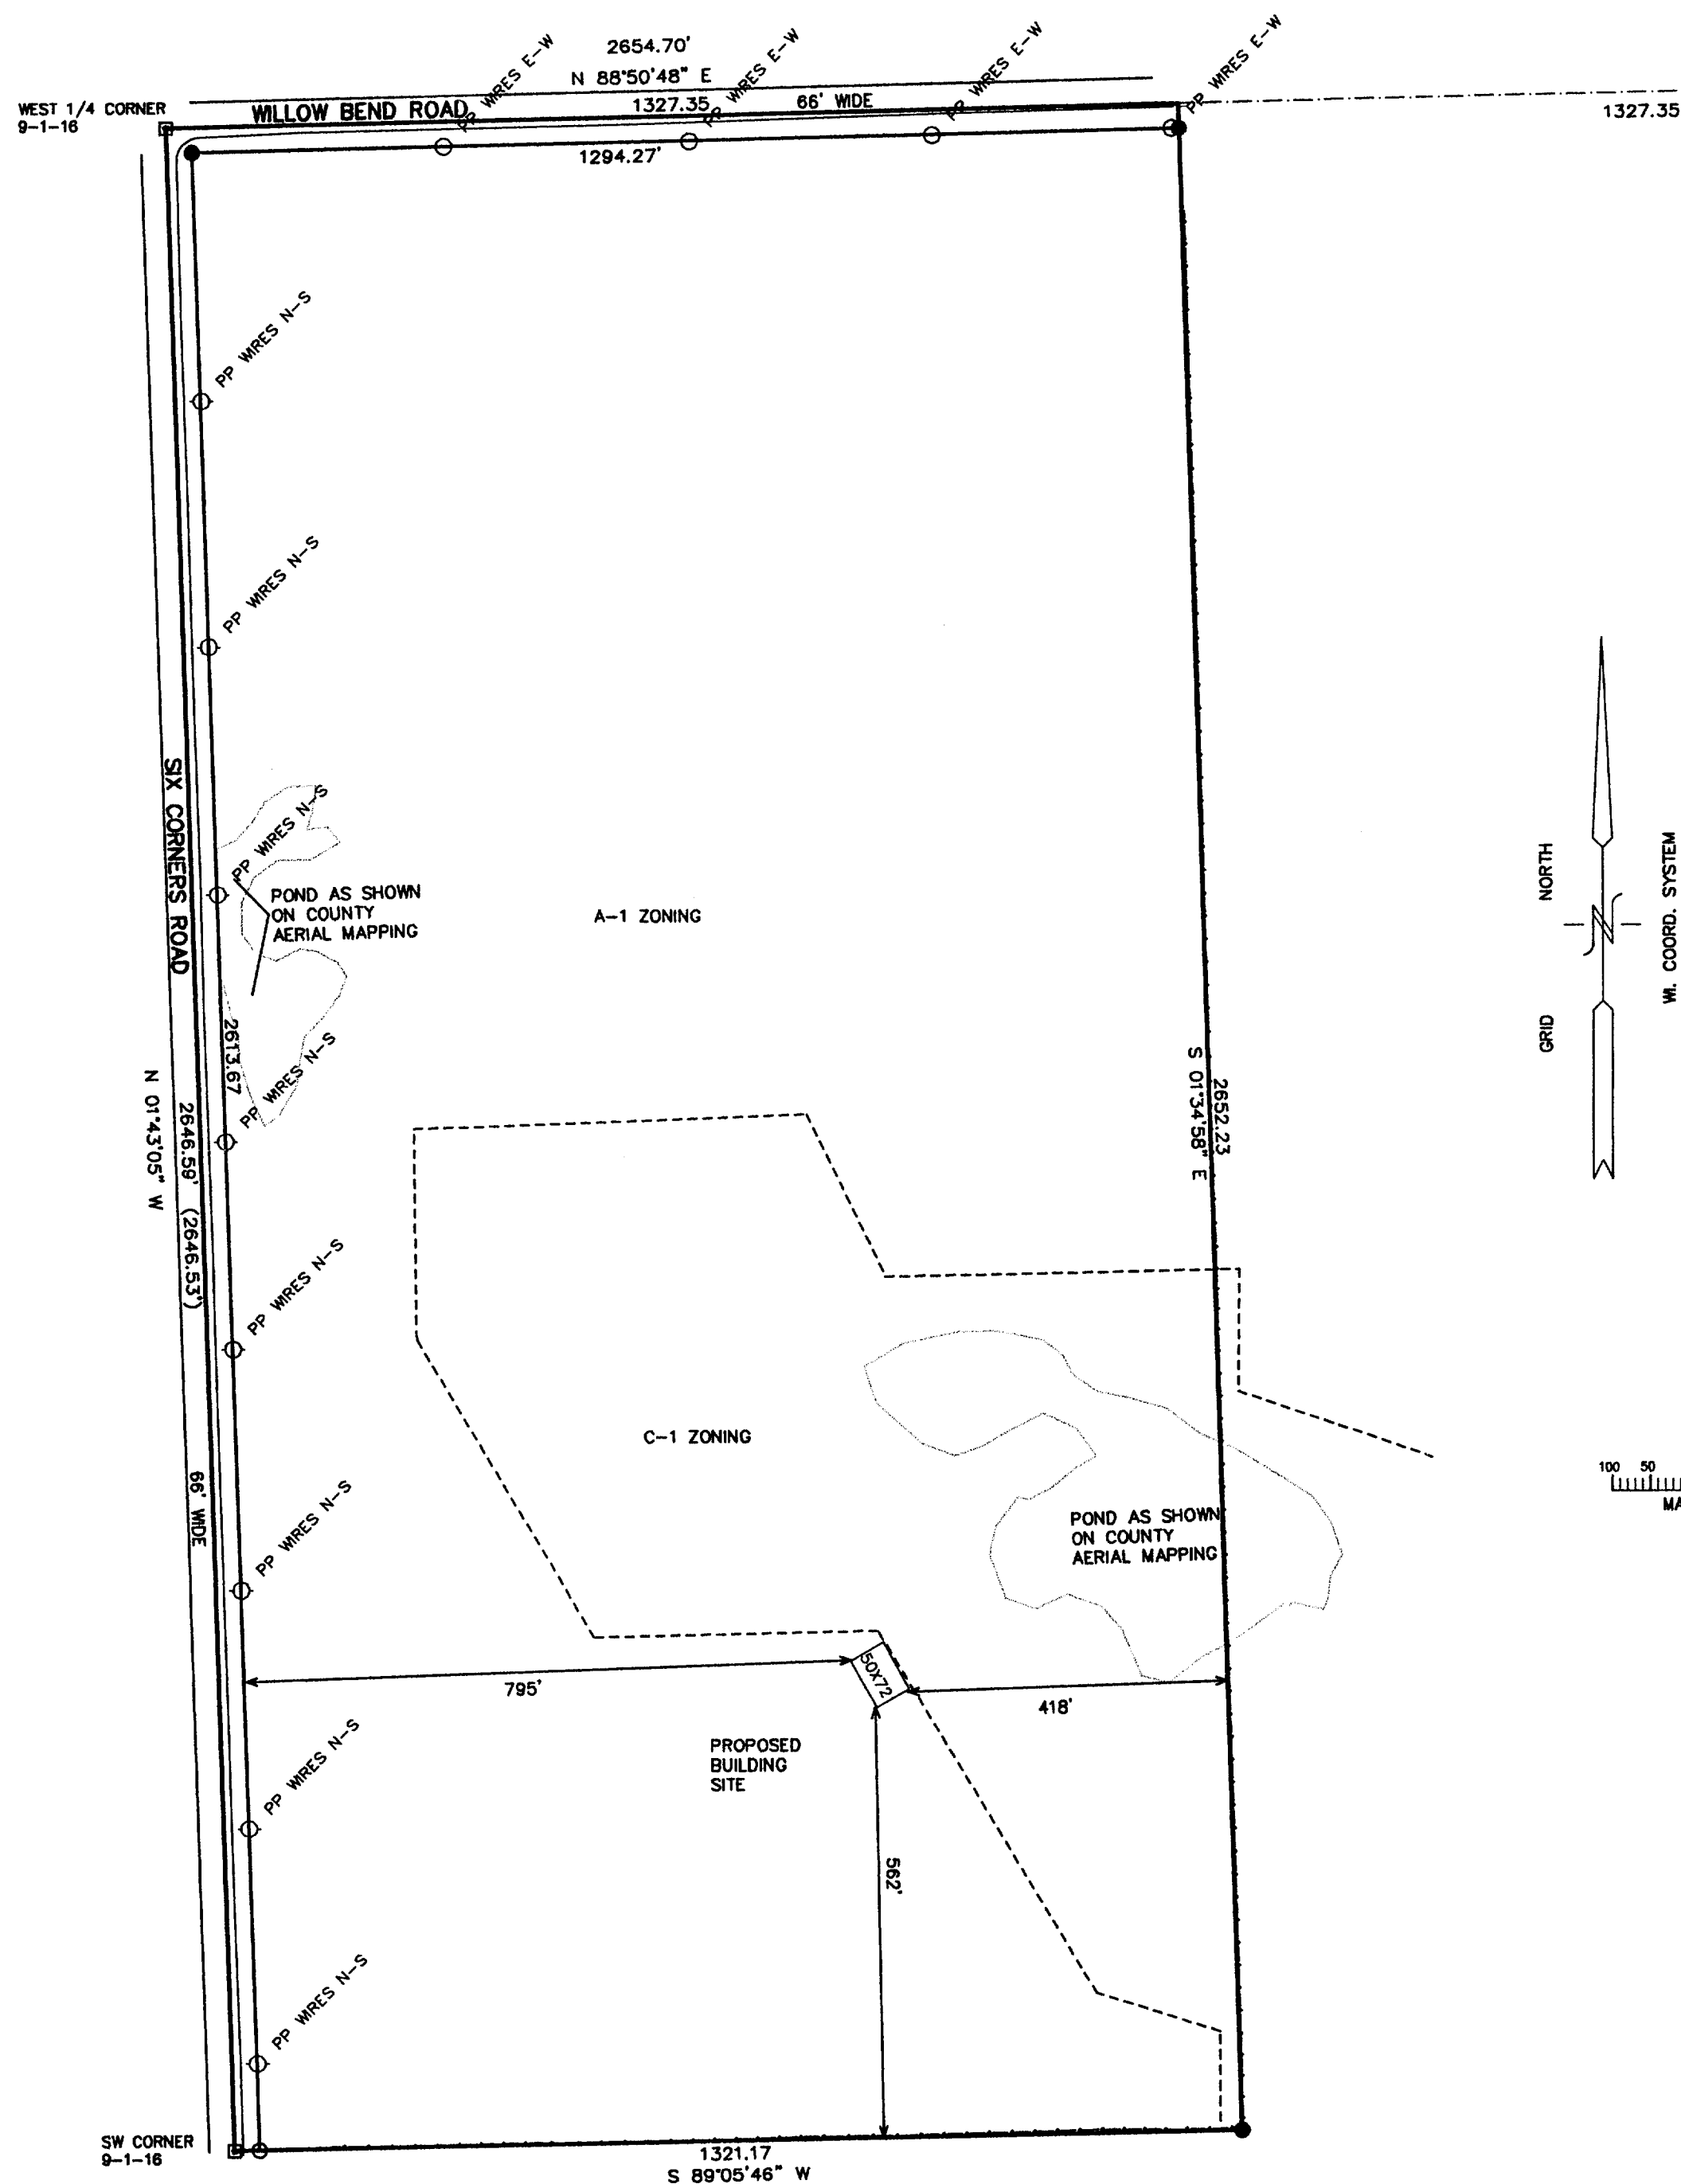 2654.70'
N 88°50'48" E
WEST 1/4 CORNER
9-1-16
WILLOW BEND ROAD
1327.35
66' WIDE
1327.35
PP WIRES E-W
PP WIRES E-W
PP WIRES E-W
PP WIRES E-W
1294.27'
PP WIRES N-S
PP WIRES N-S
PP WIRES N-S
SIX CORNERS ROAD
POND AS SHOWN
ON COUNTY
AERIAL MAPPING
A-1 ZONING
GRID NORTH
WI. COORD. SYSTEM
2613.67
PP WIRES N-S
N 01°43'05" W
2646.59' (2646.53')
S 01°34'58" E
2652.23
PP WIRES N-S
C-1 ZONING
66' WIDE
PP WIRES N-S
POND AS SHOWN
ON COUNTY
AERIAL MAPPING
100 50
MA
50X72
795'
418'
PP WIRES N-S
PROPOSED
BUILDING
SITE
562'
PP WIRES N-S
SW CORNER
9-1-16
1321.17
S 89°05'46" W